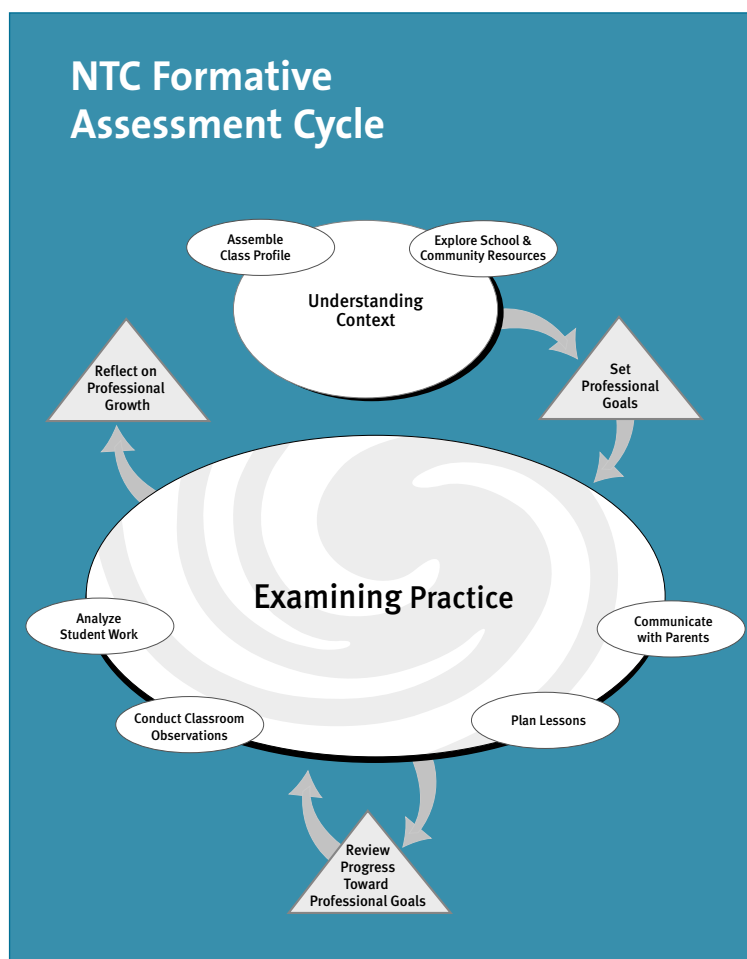 NTC Formative
Assessment Cycle
Assemble
Class Profile
Explore School &
Community Resources
Understanding
Context
Reflect on
Professional
Growth
Set
Professional
Goals
Examining Practice
Analyze
Student Work
Communicate
with Parents
Conduct Classroom
Observations
Plan Lessons
Review
Progress
Toward
Professional Goals